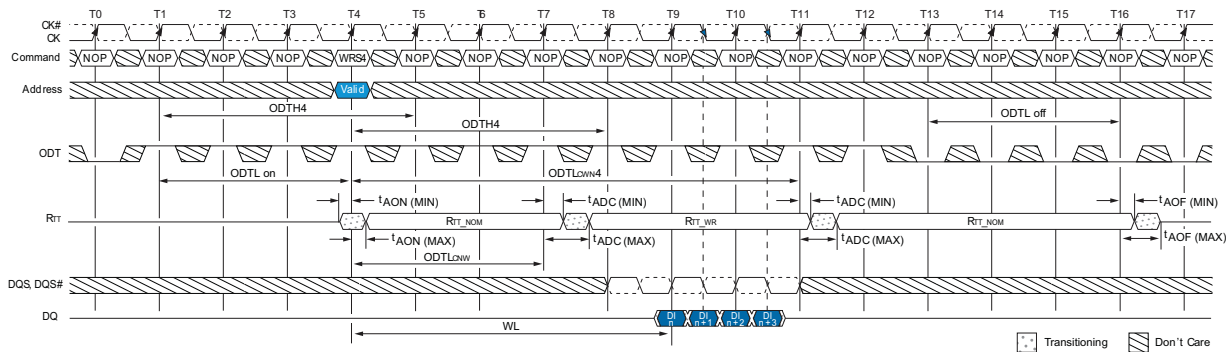 T0 T1 T2 T3 T4 T5 T6 T7 T8 T9 T10 T11 T12 T13 T14 T15 T16 T17
CK#
CK
Command NOP NOP NOP NOP WRS4 NOP NOP NOP NOP NOP NOP NOP NOP NOP NOP NOP NOP NOP
Address Valid
ODTH4 ODTL off
ODTH4
ODT
ODTL on ODTLCWN4
tAON (MIN) tADC (MIN) tADC (MIN) tAOF (MIN)
RTT RTT_NOM RTT_WR RTT_NOM
tAON (MAX) tADC (MAX) tADC (MAX) tAOF (MAX)
ODTLCNW
DQS, DQS#
DQ DI n DI n+1 DI n+2 DI n+3
WL
Transitioning Don't Care